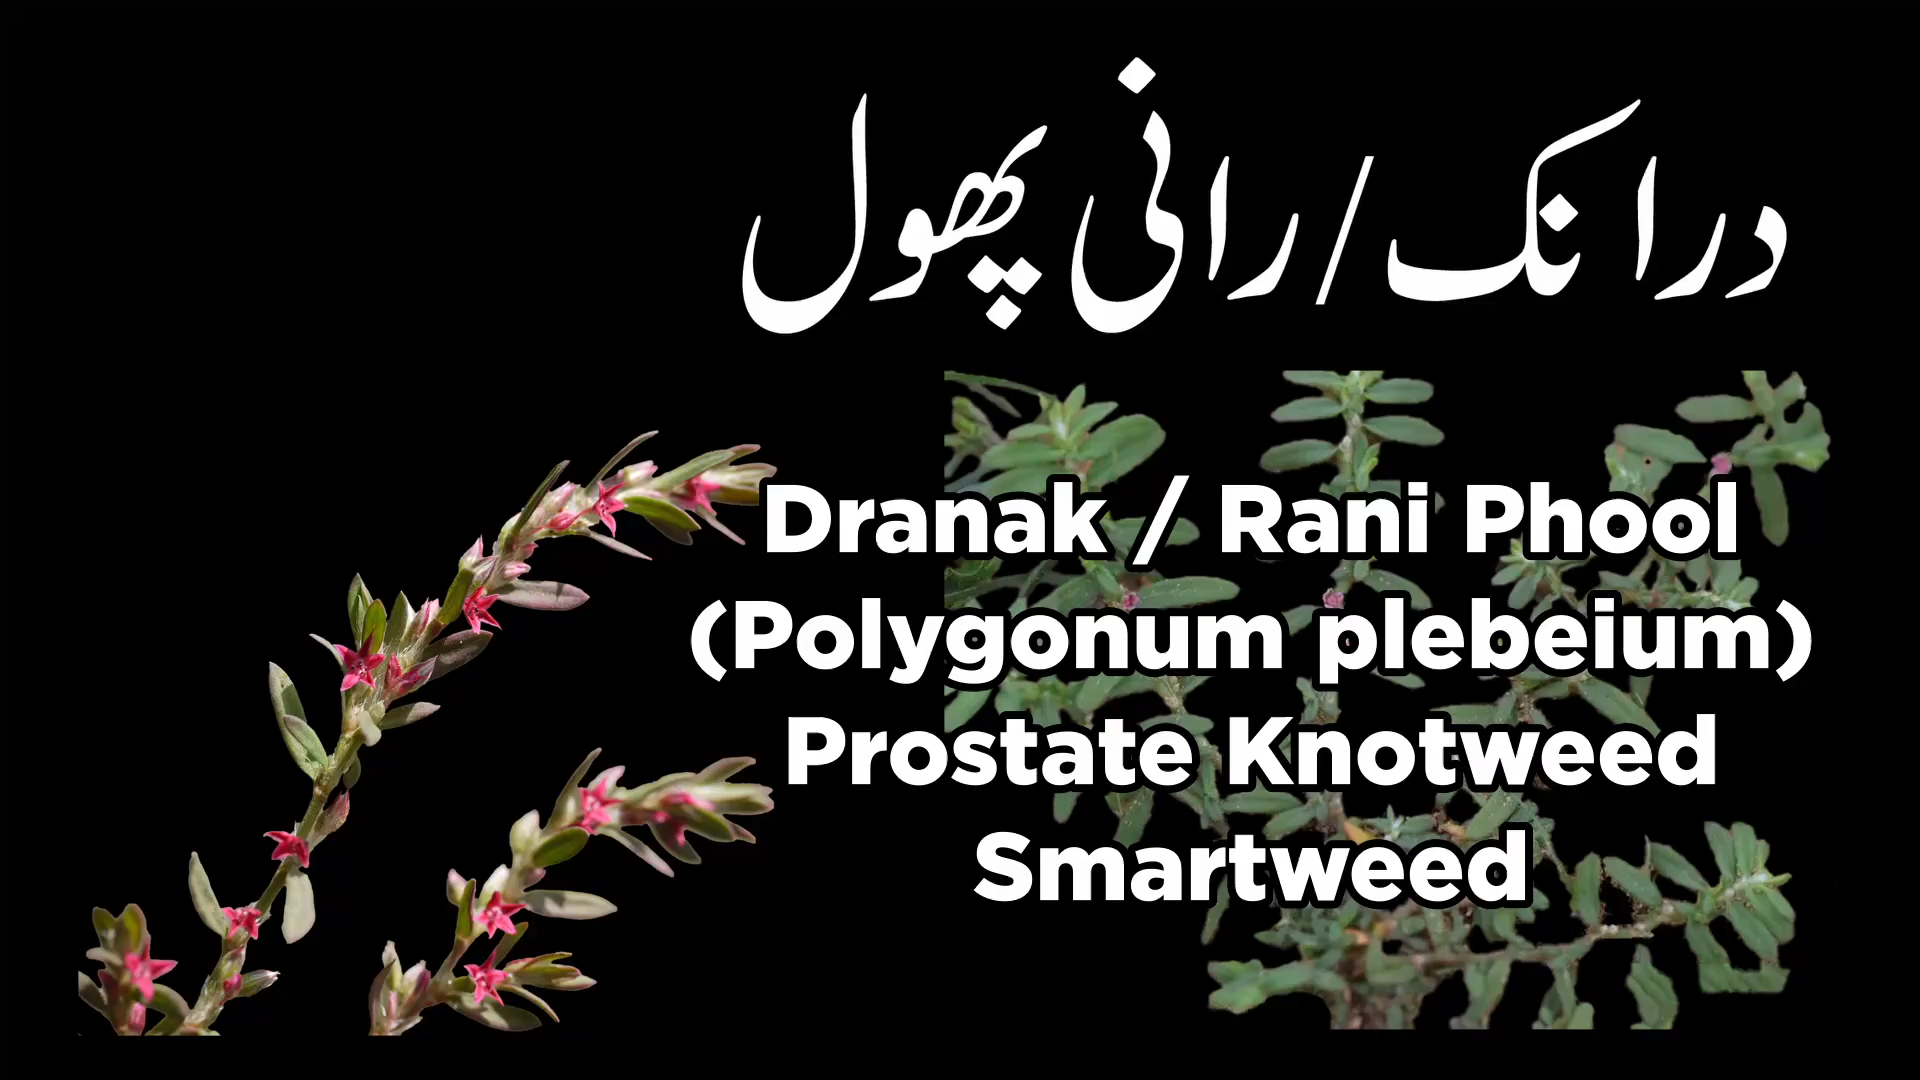 درانک/رانی پھول
Dranak / Rani Phool
(Polygonum plebeium)
Prostate Knotweed
Smartweed